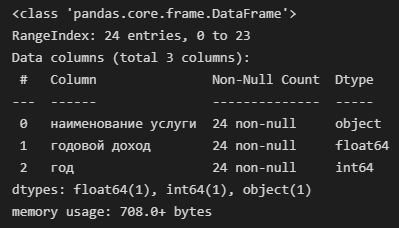 <class 'pandas.core.frame.DataFrame'>
RangeIndex: 24 entries, 0 to 23
Data columns (total 3 columns):
 #   Column               Non-Null Count  Dtype
---  ------               --------------  -----
 0   наименование услуги  24 non-null     object
 1   годовой доход        24 non-null     float64
 2   год                  24 non-null     int64
dtypes: float64(1), int64(1), object(1)
memory usage: 708.0+ bytes